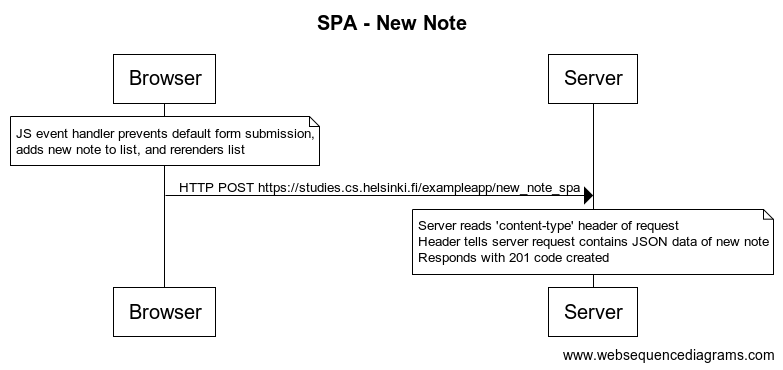 SPA - New Note
Browser
Server
JS event handler prevents default form submission,
adds new note to list, and rerenders list
HTTP POST https://studies.cs.helsinki.fi/exampleapp/new_note_spa
Server reads 'content-type' header of request
Header tells server request contains JSON data of new note
Responds with 201 code created
Browser
Server
www.websequencediagrams.com